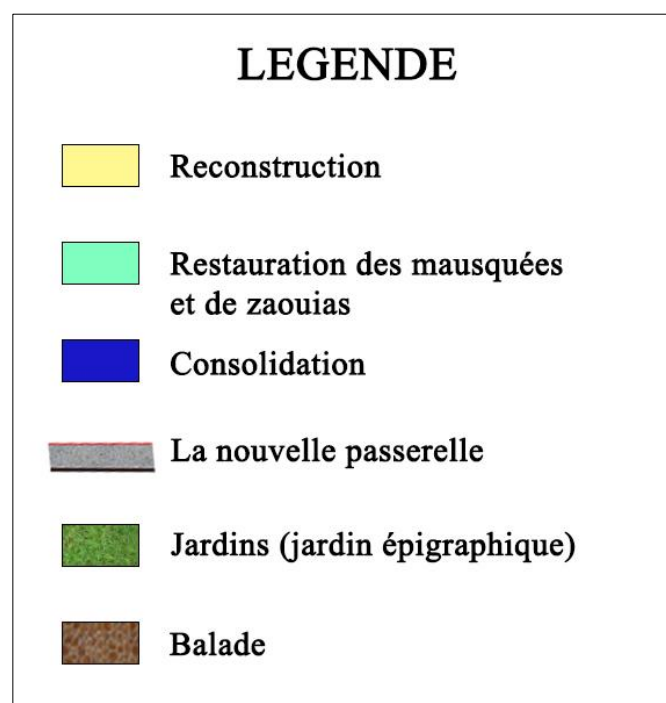 LEGENDE
Reconstruction
Restauration des mausquées
et de zaouias
Consolidation
La nouvelle passerelle
Jardins (jardin épigraphique)
Balade